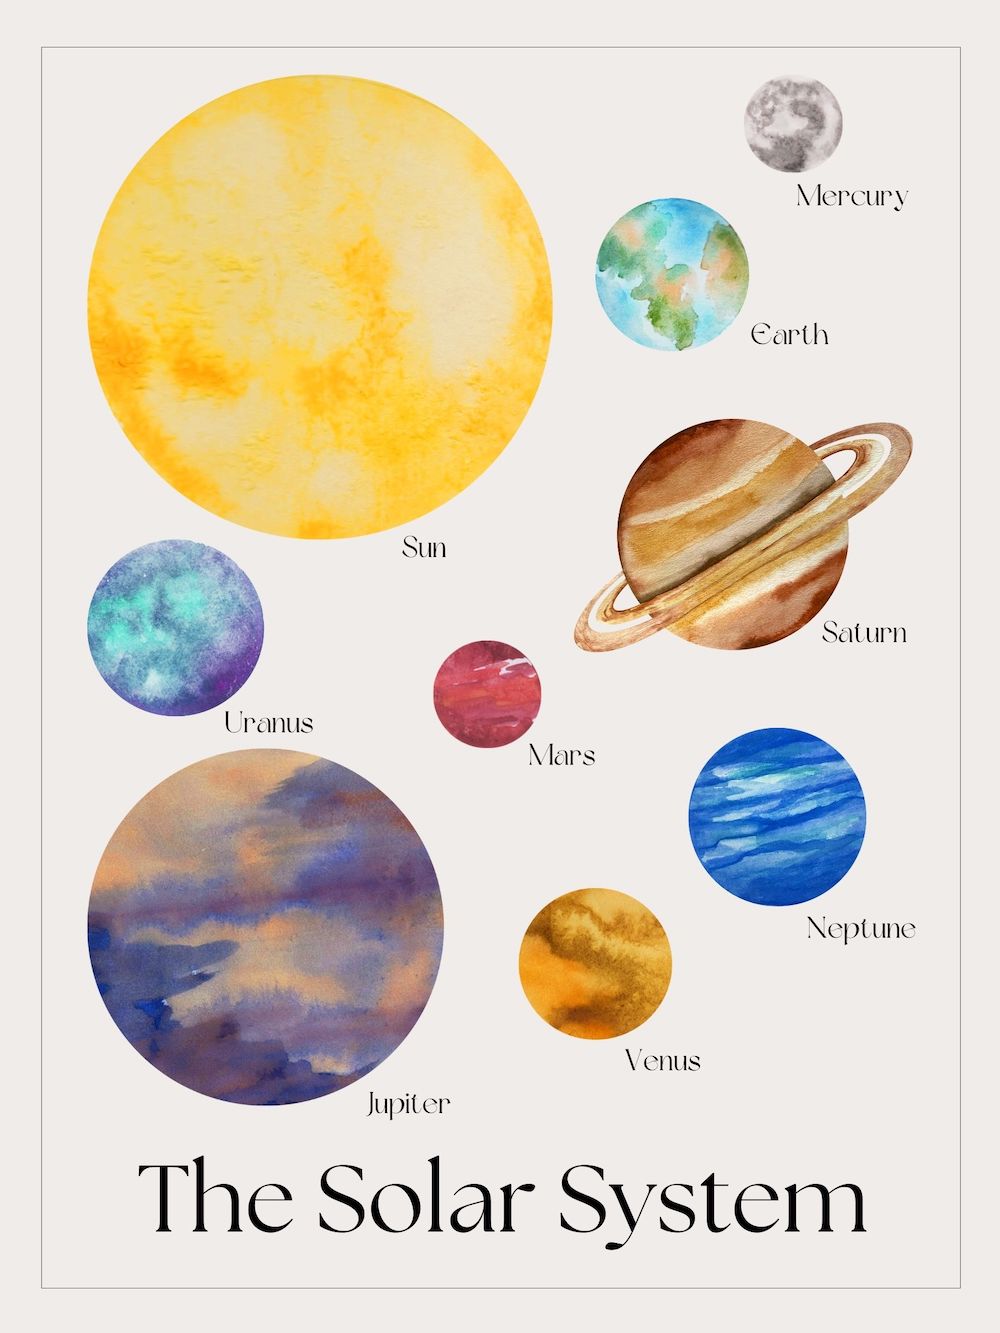 Mercury
Earth
Sun
Saturn
Uranus
Mars
Neptune
Venus
Jupiter
The Solar System